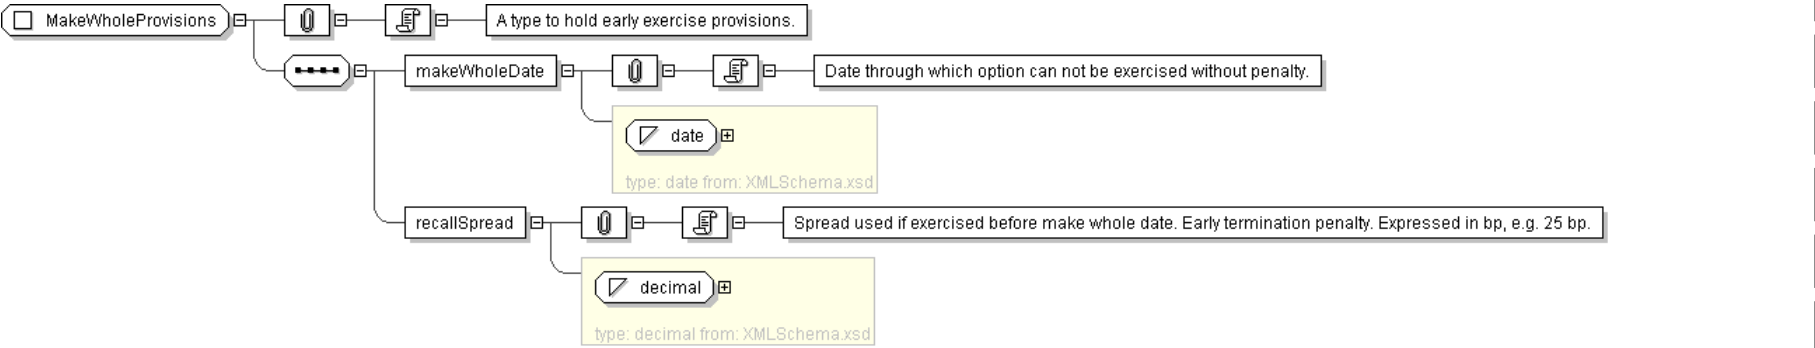 MakeWholeProvisions
A type to hold early exercise provisions.
makeWholeDate
Date through which option can not be exercised without penalty.
date
type: date from: XMLSchema.xsd
recallSpread
Spread used if exercised before make whole date. Early termination penalty. Expressed in bp, e.g. 25 bp.
decimal
type: decimal from: XMLSchema.xsd